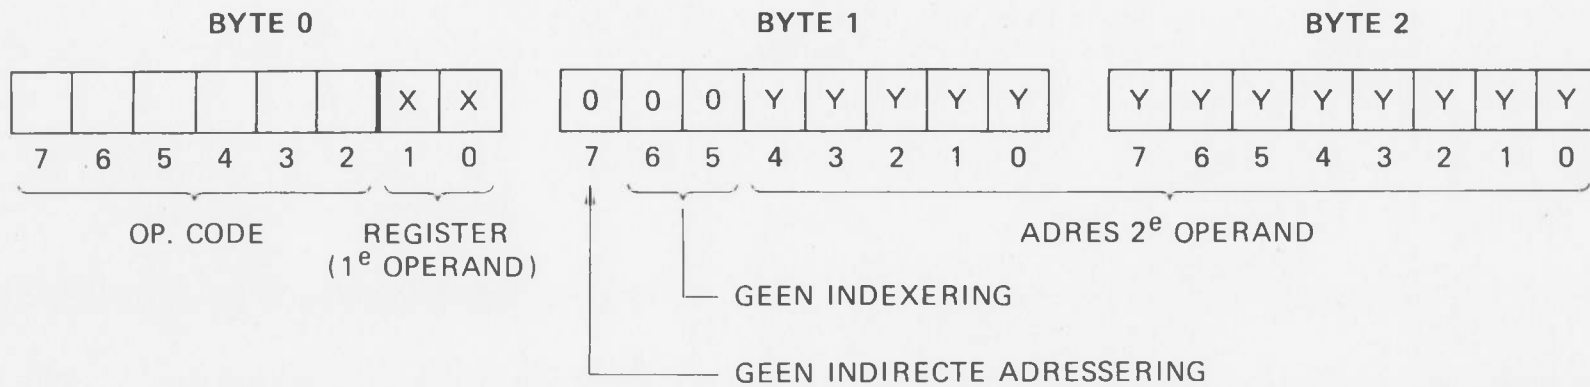 BYTE 0 BYTE 1 BYTE 2
X X 0 0 0 Y Y Y Y Y Y Y Y Y Y Y Y Y
7 6 5 4 3 2 1 0 7 6 5 4 3 2 1 0 7 6 5 4 3 2 1 0
OP. CODE REGISTER ADRES 2e OPERAND
(1e OPERAND)
GEEN INDEXERING
GEEN INDIRECTE ADRESSERING